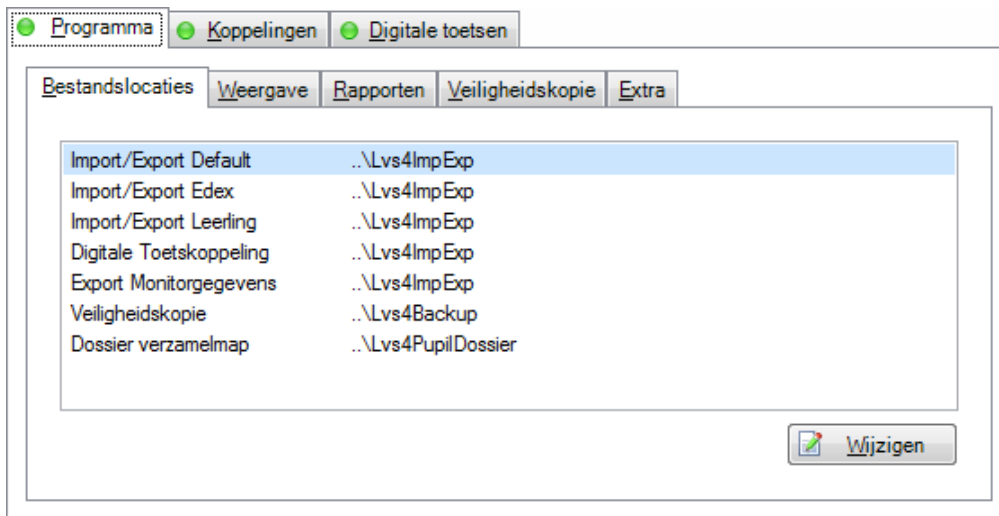 Programma Koppelingen Digitale toetsen
Bestandslocaties Weergave Rapporten Veiligheidskopie Extra
Import/Export Default ..\Lvs4ImpExp
Import/Export Edex ..\Lvs4ImpExp
Import/Export Leerling ..\Lvs4ImpExp
Digitale Toetskoppeling ..\Lvs4ImpExp
Export Monitorgegevens ..\Lvs4ImpExp
Veiligheidskopie ..\Lvs4Backup
Dossier verzamelmap ..\Lvs4PupilDossier
Wijzigen